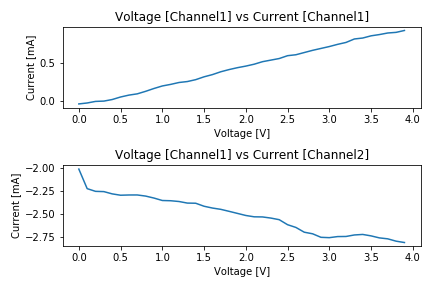 Voltage [Channel1] vs Current [Channel1]
Current [mA]
0.5
0.0
0.0 0.5 1.0 1.5 2.0 2.5 3.0 3.5 4.0
Voltage [V]
Voltage [Channel1] vs Current [Channel2]
Current [mA]
−2.00
−2.25
−2.50
−2.75
0.0 0.5 1.0 1.5 2.0 2.5 3.0 3.5 4.0
Voltage [V]